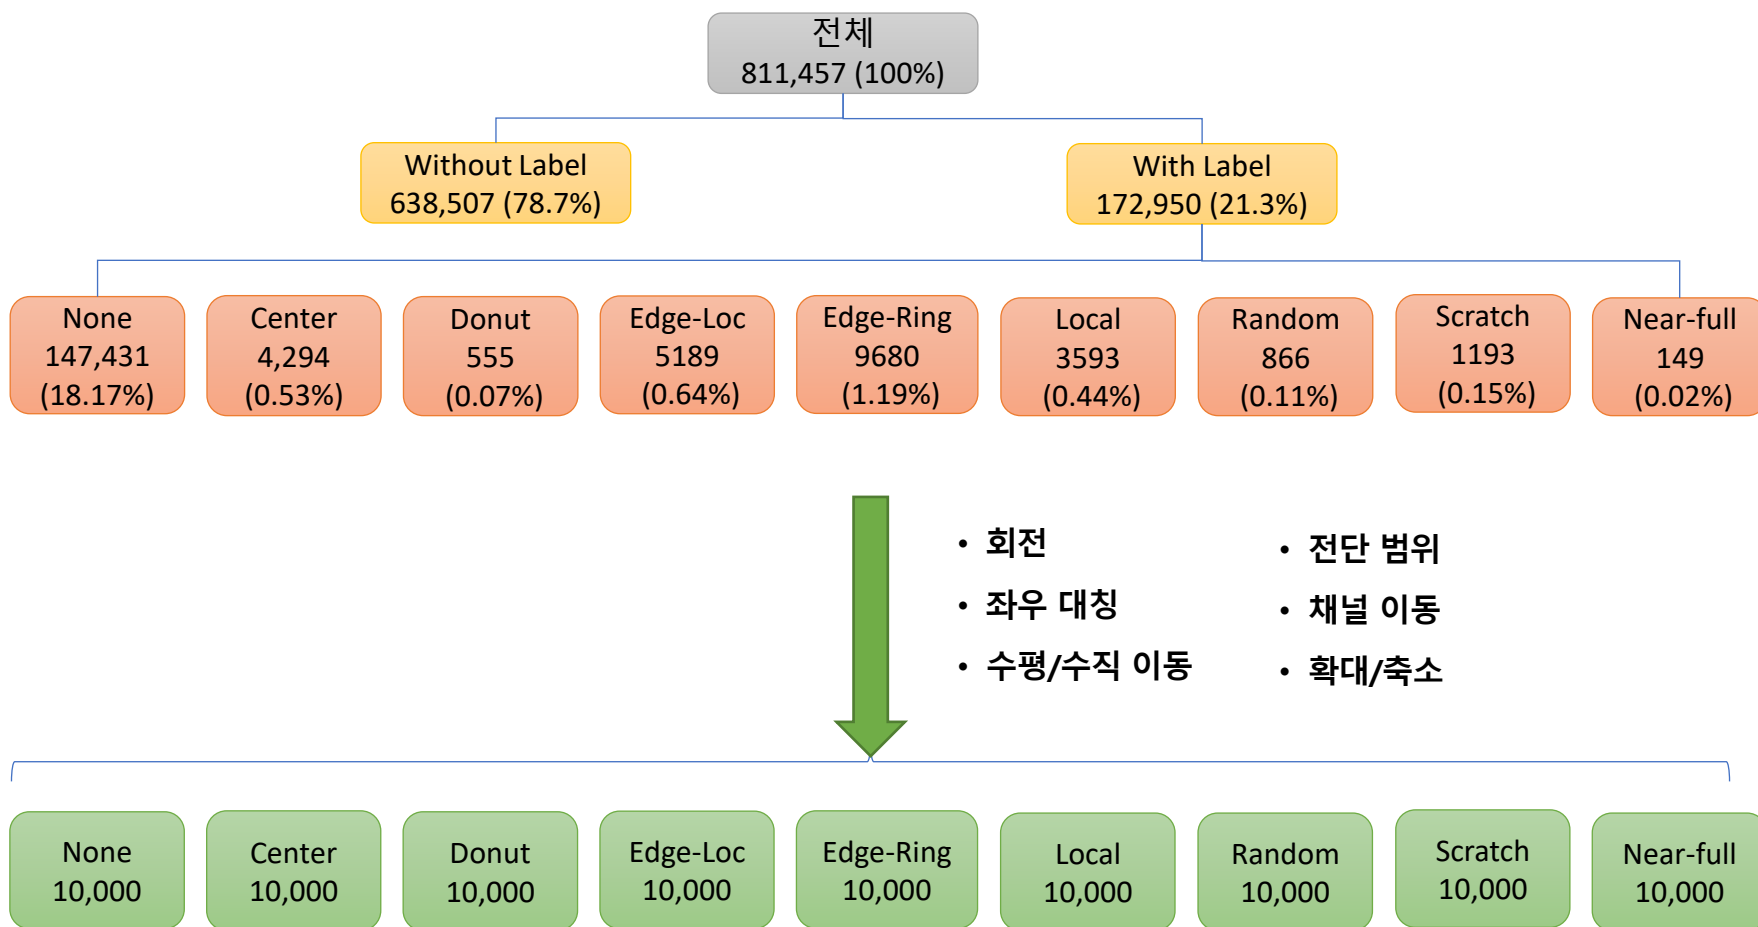 전체
811,457 (100%)
Without Label
638,507 (78.7%)
With Label
172,950 (21.3%)
None
147,431
(18.17%)
Center
4,294
(0.53%)
Donut
555
(0.07%)
Edge-Loc
5189
(0.64%)
Edge-Ring
9680
(1.19%)
Local
3593
(0.44%)
Random
866
(0.11%)
Scratch
1193
(0.15%)
Near-full
149
(0.02%)
• 회전
• 좌우 대칭
• 수평/수직 이동
• 전단 범위
• 채널 이동
• 확대/축소
None
10,000
Center
10,000
Donut
10,000
Edge-Loc
10,000
Edge-Ring
10,000
Local
10,000
Random
10,000
Scratch
10,000
Near-full
10,000